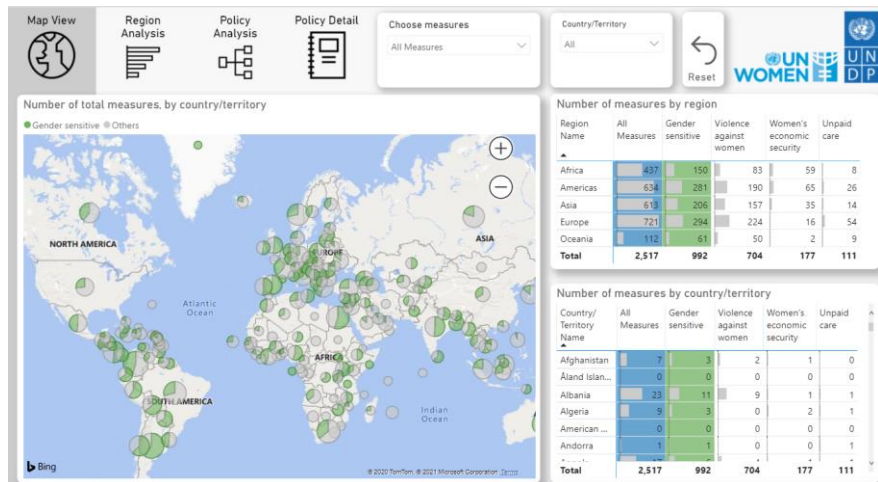 Map View
Region
Analysis
Policy
Analysis
Policy Detail
Choose measures
All Measures
Country/Territory
All
Reset
UN
WOMEN
U N
D P
Number of total measures, by country/territory
Gender sensitive Others
NORTH AMERICA
EUROPE
ASIA
Atlantic
Ocean
AFRICA
SOUTH AMERICA
Indian
Ocean
Bing
© 2020 TomTom, © 2021 Microsoft Corporation Terms
Number of measures by region
Region Name All Measures Gender sensitive Violence against women Women's economic security Unpaid care
Africa 437 150 83 59 8
Americas 634 281 190 65 26
Asia 613 206 157 35 14
Europe 721 294 224 16 54
Oceania 112 61 50 2 9
Total 2,517 992 704 177 111
Number of measures by country/territory
Country/ Territory Name All Measures Gender sensitive Violence against women Women's economic security Unpaid care
Afghanistan 7 3 2 1 0
Åland Islan... 0 0 0 0 0
Albania 23 11 9 1 1
Algeria 9 3 0 2 1
American ... 0 0 0 0 0
Andorra 1 1 0 0 1
Total 2,517 992 704 177 111